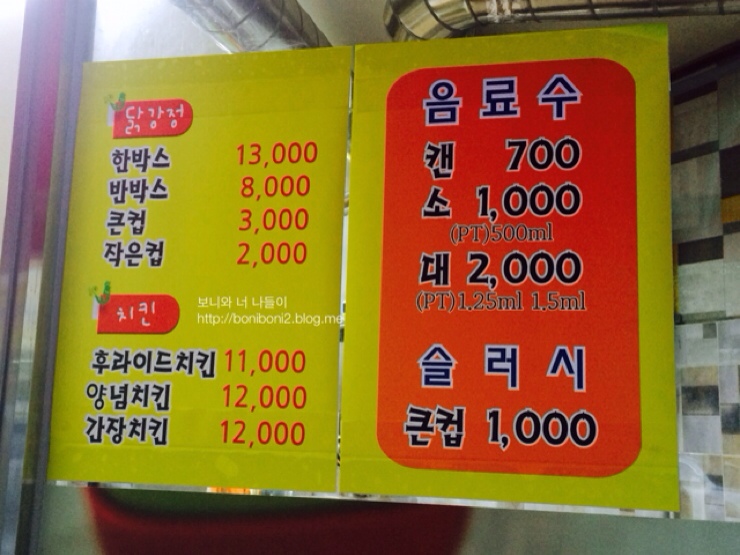 닭강정
한박스 13,000
반박스 8,000
큰컵 3,000
작은컵 2,000
치킨
후라이드치킨 11,000
양념치킨 12,000
간장치킨 12,000
보니와 너 나들이
http://boniboni2.blog.me
음료수
캔 700
소 1,000
(PT)500ml
대 2,000
(PT)1.25ml 1.5ml
슬러시
큰컵 1,000